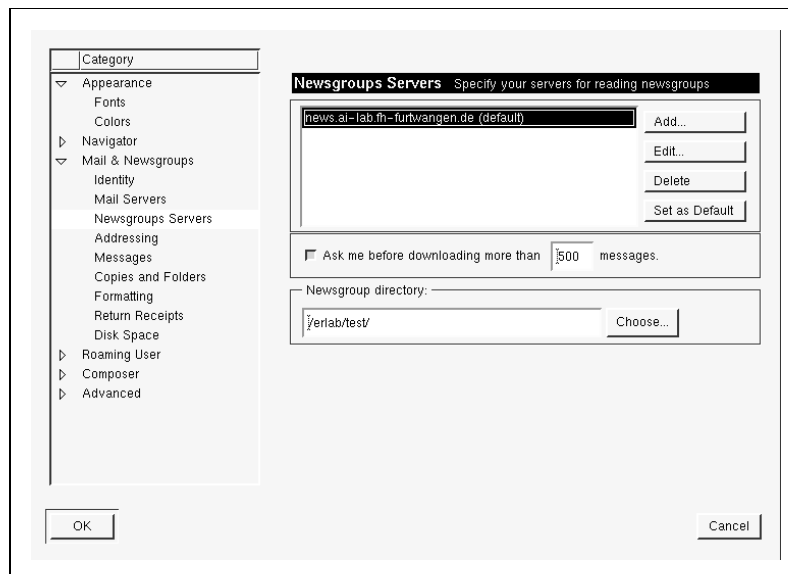 Category
Appearance
Fonts
Colors
Navigator
Mail & Newsgroups
Identity
Mail Servers
Newsgroups Servers
Addressing
Messages
Copies and Folders
Formatting
Return Receipts
Disk Space
Roaming User
Composer
Advanced
Newsgroups Servers Specify your servers for reading newsgroups
news.ai-lab.fh-furtwangen.de (default)
Add...
Edit...
Delete
Set as Default
Ask me before downloading more than 500 messages.
Newsgroup directory:
/erlab/test/
Choose...
OK
Cancel